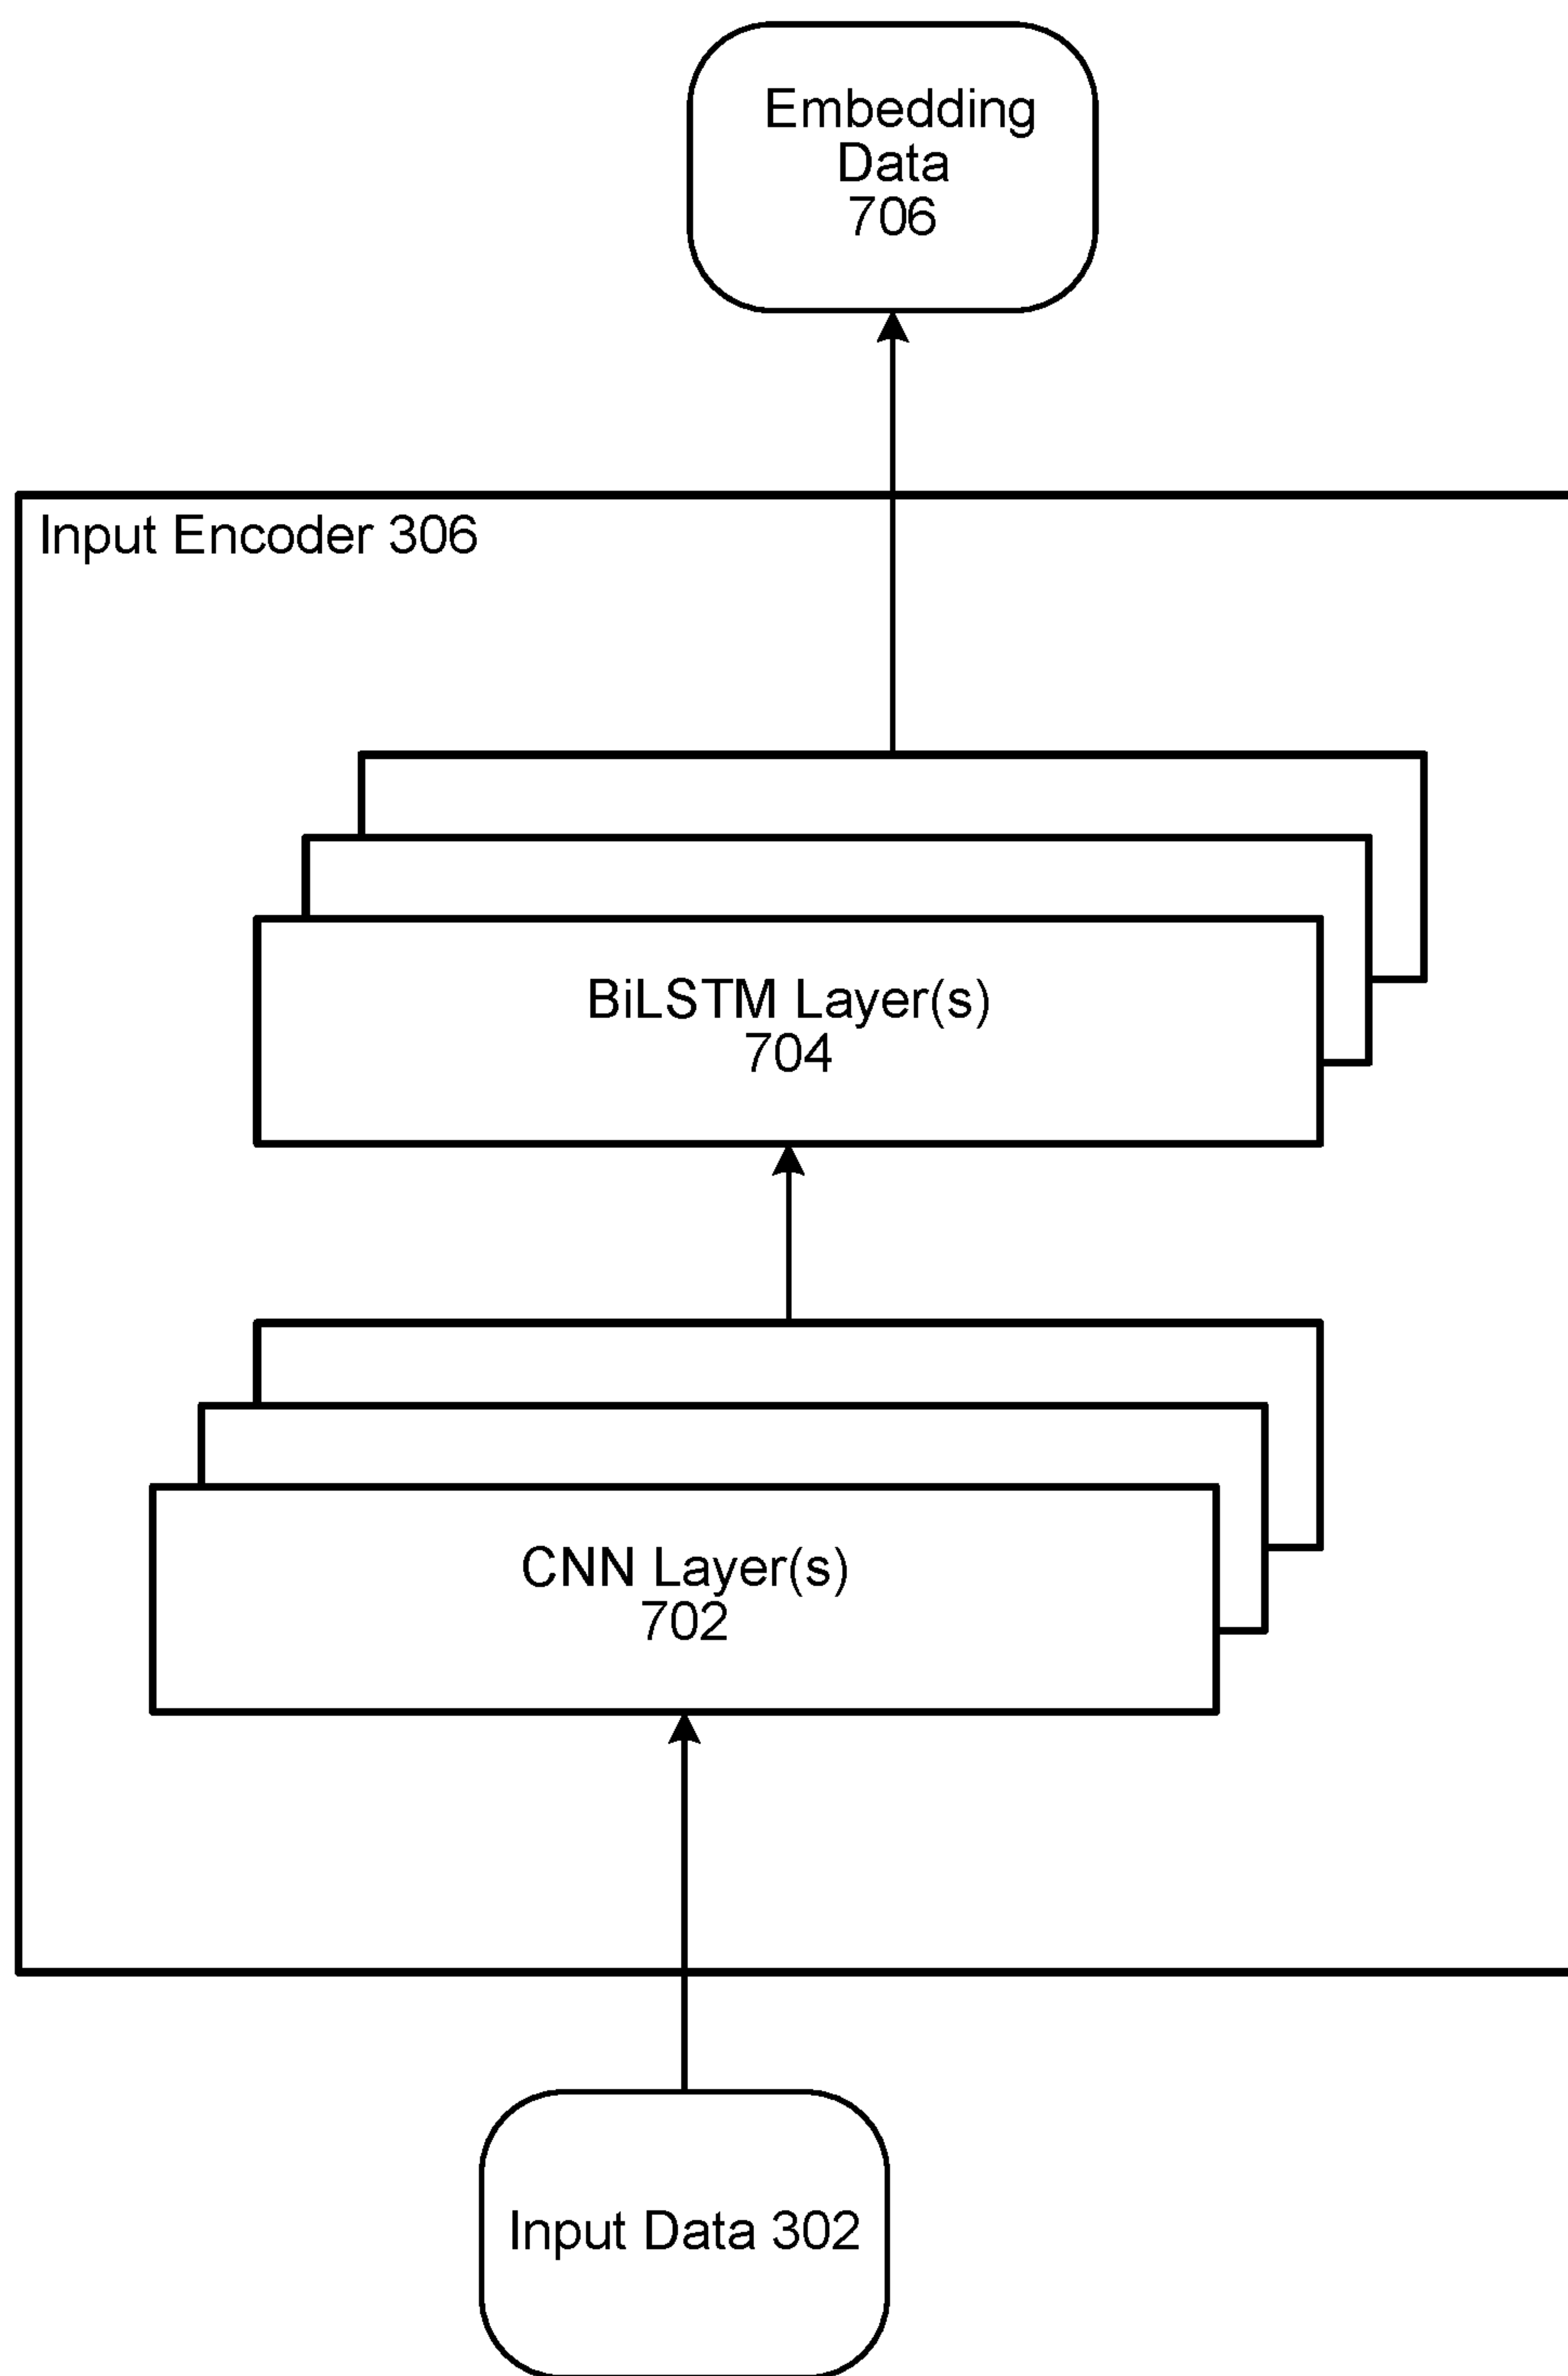 Embedding
Data
706
Input Encoder 306
BiLSTM Layer(s)
704
CNN Layer(s)
702
Input Data 302